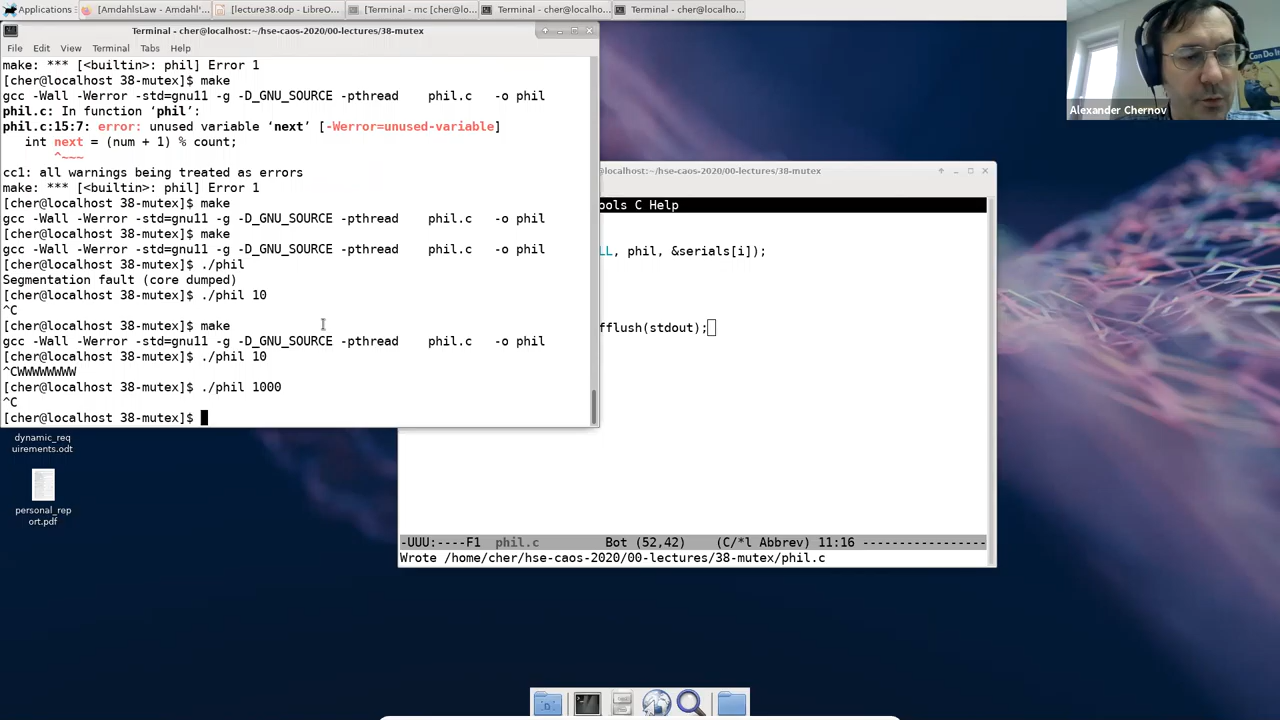 Applications
[AmdahlsLaw - Amdahl'...
[lecture38.odp - LibreO...
[Terminal - mc [cher@lo...
Terminal - cher@localho...
Terminal - cher@localho...
Terminal - cher@localhost:~/hse-caos-2020/00-lectures/38-mutex
File Edit View Terminal Tabs Help
make: *** [<builtin>: phil] Error 1
[cher@localhost 38-mutex]$ make
gcc -Wall -Werror -std=gnu11 -g -D_GNU_SOURCE -pthread    phil.c   -o phil
phil.c: In function ‘phil’:
phil.c:15:7: error: unused variable ‘next’ [-Werror=unused-variable]
   int next = (num + 1) % count;
       ^~~~
cc1: all warnings being treated as errors
make: *** [<builtin>: phil] Error 1
[cher@localhost 38-mutex]$ make
gcc -Wall -Werror -std=gnu11 -g -D_GNU_SOURCE -pthread    phil.c   -o phil
[cher@localhost 38-mutex]$ make
gcc -Wall -Werror -std=gnu11 -g -D_GNU_SOURCE -pthread    phil.c   -o phil
[cher@localhost 38-mutex]$ ./phil
Segmentation fault (core dumped)
[cher@localhost 38-mutex]$ ./phil 10
^C
[cher@localhost 38-mutex]$ make
gcc -Wall -Werror -std=gnu11 -g -D_GNU_SOURCE -pthread    phil.c   -o phil
[cher@localhost 38-mutex]$ ./phil 10
^CWWWWWWWW
[cher@localhost 38-mutex]$ ./phil 1000
^C
[cher@localhost 38-mutex]$
@localhost:~/hse-caos-2020/00-lectures/38-mutex
ools C Help
LL, phil, &serials[i]);
fflush(stdout);
-UUU:----F1  phil.c         Bot (52,42)    (C/*l Abbrev) 11:16 ----------------
Wrote /home/cher/hse-caos-2020/00-lectures/38-mutex/phil.c
dynamic_req
uirements.odt
personal_rep
ort.pdf
Alexander Chernov